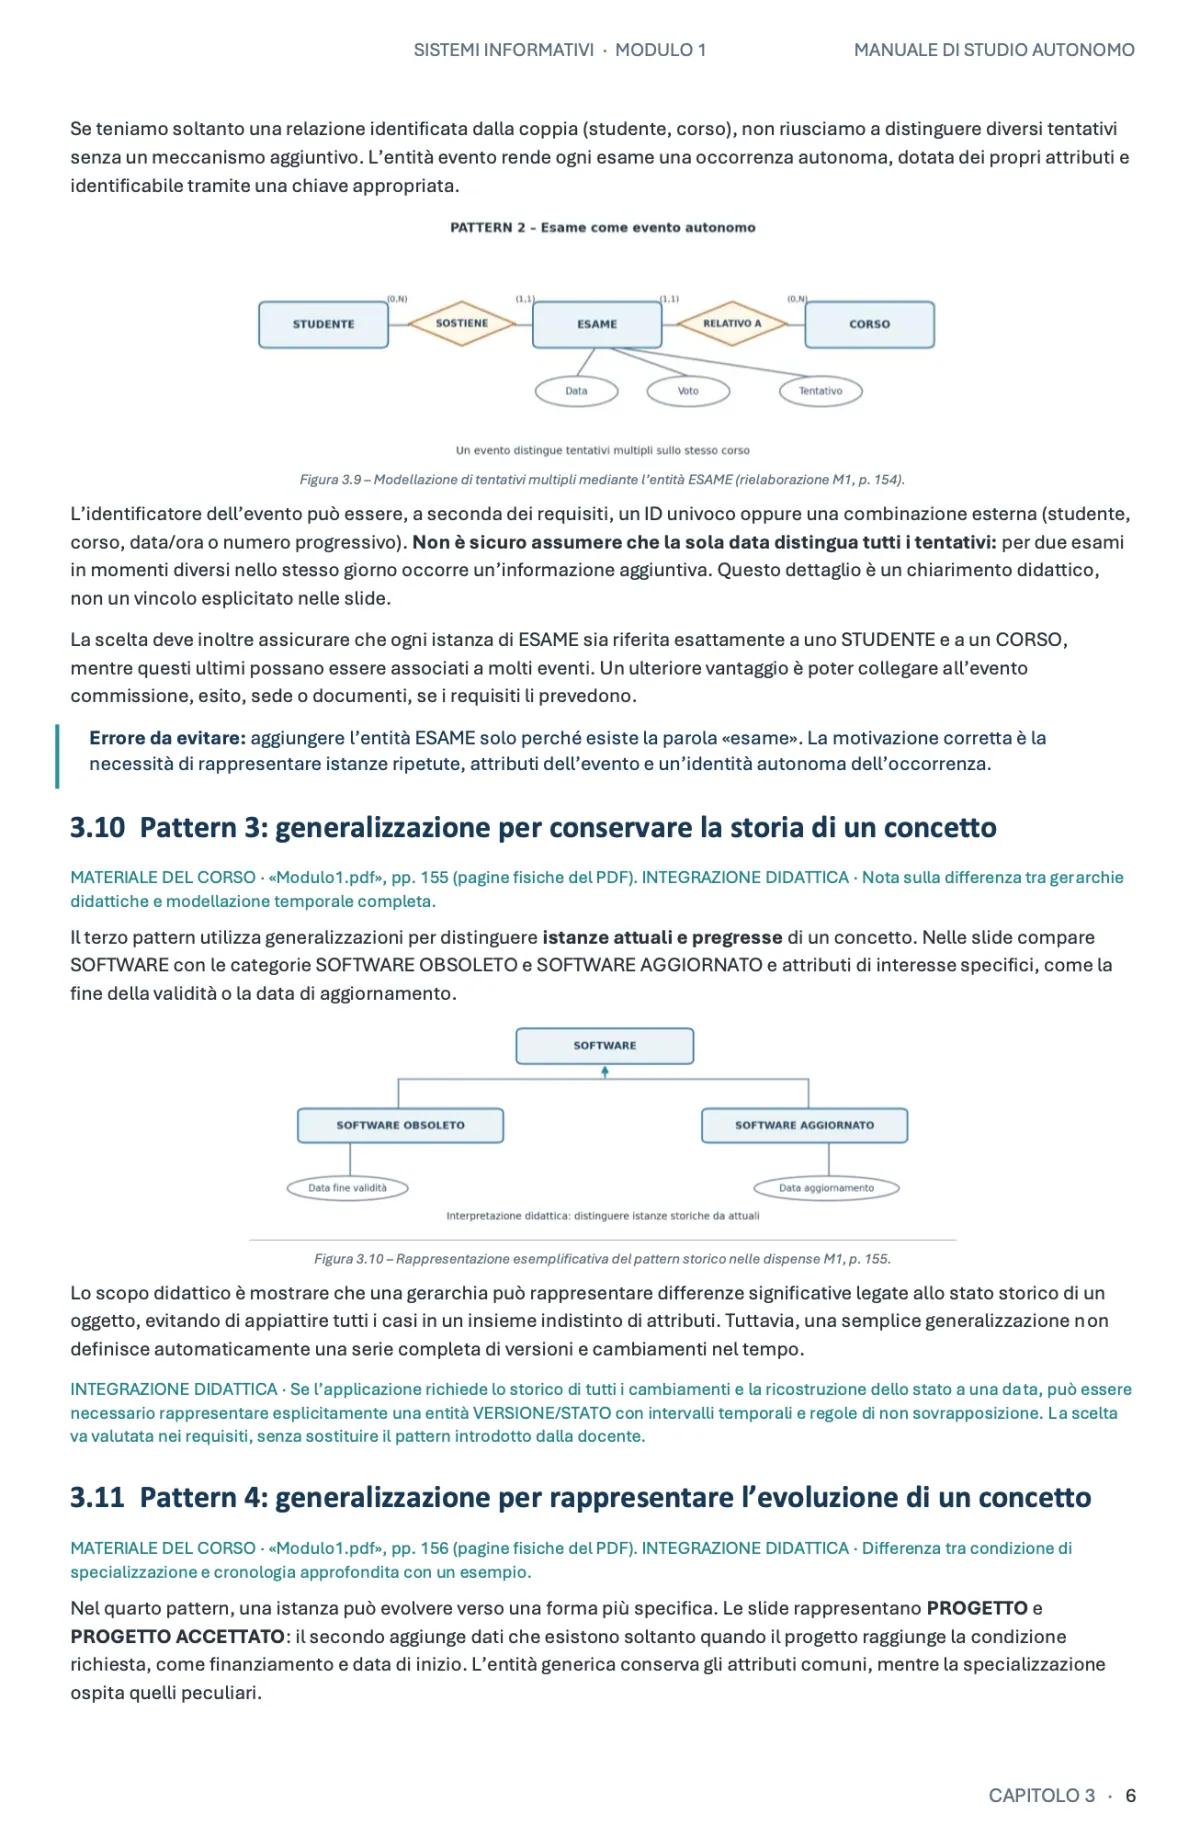 SISTEMI INFORMATIVI · MODULO 1 MANUALE DI STUDIO AUTONOMO
Se teniamo soltanto una relazione identificata dalla coppia (studente, corso), non riusciamo a distinguere diversi tentativi
senza un meccanismo aggiuntivo. L’entità evento rende ogni esame una occorrenza autonoma, dotata dei propri attributi e
identificabile tramite una chiave appropriata.
PATTERN 2 – Esame come evento autonomo
(0,N) (1,1) (1,1) (0,N)
STUDENTE SOSTIENE ESAME RELATIVO A CORSO
Data Voto Tentativo
Un evento distingue tentativi multipli sullo stesso corso
Figura 3.9 – Modellazione di tentativi multipli mediante l’entità ESAME (rielaborazione M1, p. 154).
L’identificatore dell’evento può essere, a seconda dei requisiti, un ID univoco oppure una combinazione esterna (studente,
corso, data/ora o numero progressivo). Non è sicuro assumere che la sola data distingua tutti i tentativi: per due esami
in momenti diversi nello stesso giorno occorre un’informazione aggiuntiva. Questo dettaglio è un chiarimento didattico,
non un vincolo esplicitato nelle slide.
La scelta deve inoltre assicurare che ogni istanza di ESAME sia riferita esattamente a uno STUDENTE e a un CORSO,
mentre questi ultimi possano essere associati a molti eventi. Un ulteriore vantaggio è poter collegare all’evento
commissione, esito, sede o documenti, se i requisiti li prevedono.
Errore da evitare: aggiungere l’entità ESAME solo perché esiste la parola «esame». La motivazione corretta è la
necessità di rappresentare istanze ripetute, attributi dell’evento e un’identità autonoma dell’occorrenza.
3.10 Pattern 3: generalizzazione per conservare la storia di un concetto
MATERIALE DEL CORSO · «Modulo1.pdf», pp. 155 (pagine fisiche del PDF). INTEGRAZIONE DIDATTICA · Nota sulla differenza tra gerarchie
didattiche e modellazione temporale completa.
Il terzo pattern utilizza generalizzazioni per distinguere istanze attuali e pregresse di un concetto. Nelle slide compare
SOFTWARE con le categorie SOFTWARE OBSOLETO e SOFTWARE AGGIORNATO e attributi di interesse specifici, come la
fine della validità o la data di aggiornamento.
SOFTWARE
SOFTWARE OBSOLETO SOFTWARE AGGIORNATO
Data fine validità Data aggiornamento
Interpretazione didattica: distinguere istanze storiche da attuali
Figura 3.10 – Rappresentazione esemplificativa del pattern storico nelle dispense M1, p. 155.
Lo scopo didattico è mostrare che una gerarchia può rappresentare differenze significative legate allo stato storico di un
oggetto, evitando di appiattire tutti i casi in un insieme indistinto di attributi. Tuttavia, una semplice generalizzazione non
definisce automaticamente una serie completa di versioni e cambiamenti nel tempo.
INTEGRAZIONE DIDATTICA · Se l’applicazione richiede lo storico di tutti i cambiamenti e la ricostruzione dello stato a una data, può essere
necessario rappresentare esplicitamente una entità VERSIONE/STATO con intervalli temporali e regole di non sovrapposizione. La scelta
va valutata nei requisiti, senza sostituire il pattern introdotto dalla docente.
3.11 Pattern 4: generalizzazione per rappresentare l’evoluzione di un concetto
MATERIALE DEL CORSO · «Modulo1.pdf», pp. 156 (pagine fisiche del PDF). INTEGRAZIONE DIDATTICA · Differenza tra condizione di
specializzazione e cronologia approfondita con un esempio.
Nel quarto pattern, una istanza può evolvere verso una forma più specifica. Le slide rappresentano PROGETTO e
PROGETTO ACCETTATO: il secondo aggiunge dati che esistono soltanto quando il progetto raggiunge la condizione
richiesta, come finanziamento e data di inizio. L’entità generica conserva gli attributi comuni, mentre la specializzazione
ospita quelli peculiari.
CAPITOLO 3 · 6